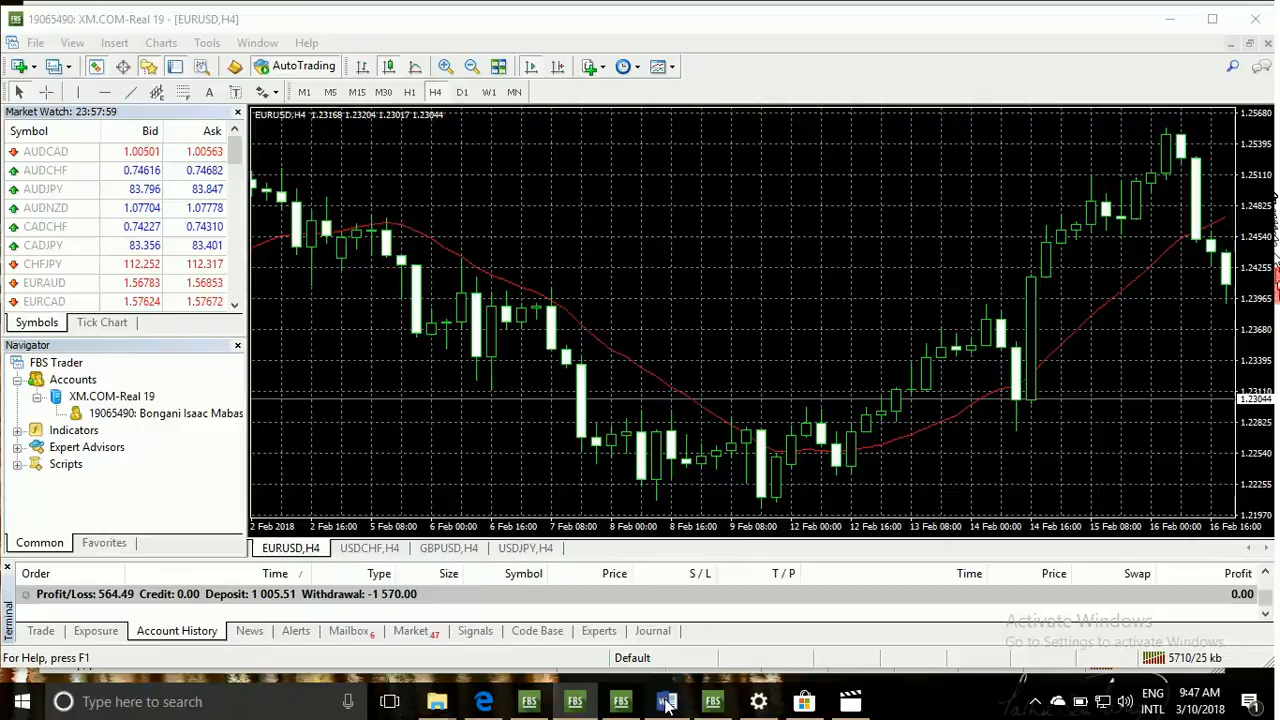 19065490: XM.COM-Real 19 - [EURUSD,H4]
File View Insert Charts Tools Window Help
AutoTrading
M1 M5 M15 M30 H1 H4 D1 W1 MN
Market Watch: 23:57:59
Symbol Bid Ask
AUDCAD 1.00501 1.00563
AUDCHF 0.74616 0.74682
AUDJPY 83.796 83.847
AUDNZD 1.07704 1.07778
CADCHF 0.74227 0.74310
CADJPY 83.356 83.401
CHFJPY 112.252 112.317
EURAUD 1.56783 1.56853
EURCAD 1.57624 1.57672
Symbols Tick Chart
Navigator
FBS Trader
Accounts
XM.COM-Real 19
19065490: Bongani Isaac Mabas
Indicators
Expert Advisors
Scripts
Common Favorites
EURUSD,H4 1.23168 1.23204 1.23017 1.23044
1.25680
1.25395
1.25110
1.24825
1.24540
1.24255
1.23965
1.23680
1.23395
1.23110
1.23044
1.22825
1.22540
1.22255
1.21970
2 Feb 2018 2 Feb 16:00 5 Feb 08:00 6 Feb 00:00 6 Feb 16:00 7 Feb 08:00 8 Feb 00:00 8 Feb 16:00 9 Feb 08:00 12 Feb 00:00 12 Feb 16:00 13 Feb 08:00 14 Feb 00:00 14 Feb 16:00 15 Feb 08:00 16 Feb 00:00 16 Feb 16:00
EURUSD,H4 USDCHF,H4 GBPUSD,H4 USDJPY,H4
Order Time / Type Size Symbol Price S / L T / P Time Price Swap Profit
Profit/Loss: 564.49 Credit: 0.00 Deposit: 1 005.51 Withdrawal: -1 570.00 0.00
Terminal
Trade Exposure Account History News Alerts Mailbox 6 Market 47 Signals Code Base Experts Journal
Activate Windows
Go to Settings to activate Windows.
For Help, press F1 Default 5710/25 kb
Type here to search
FBS FBS FBS FBS
ENG
INTL
9:47 AM
3/10/2018
1